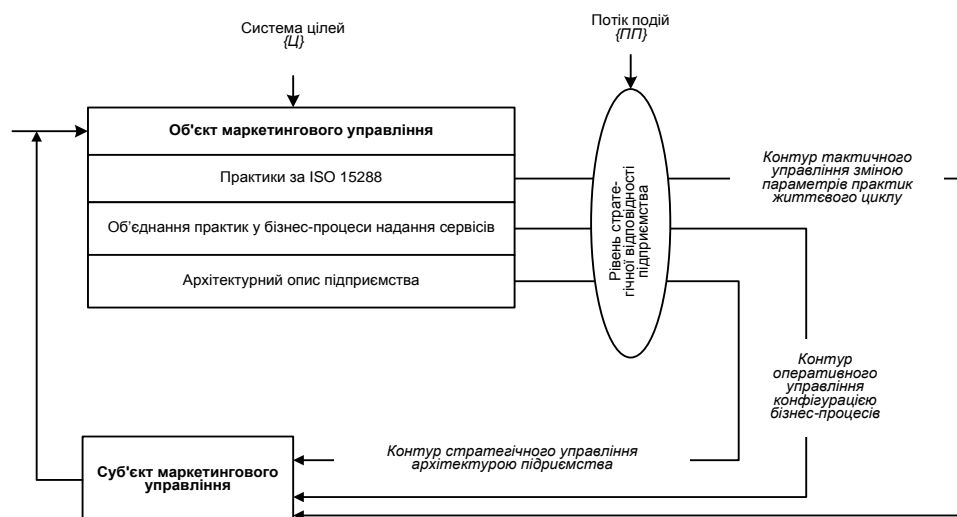 Система цілей
{Ц}
Потік подій
{ПП}
Об'єкт маркетингового управління
Практики за ISO 15288
Об’єднання практик у бізнес-процеси надання сервісів
Архітектурний опис підприємства
Рівень страте-
гічної відповідності
підприємства
Контур тактичного
управління зміною
параметрів практик
життєвого циклу
Контур
оперативного
управління
конфігурацією
бізнес-процесів
Контур стратегічного управління
архітектурою підриємства
Суб'єкт маркетингового
управління